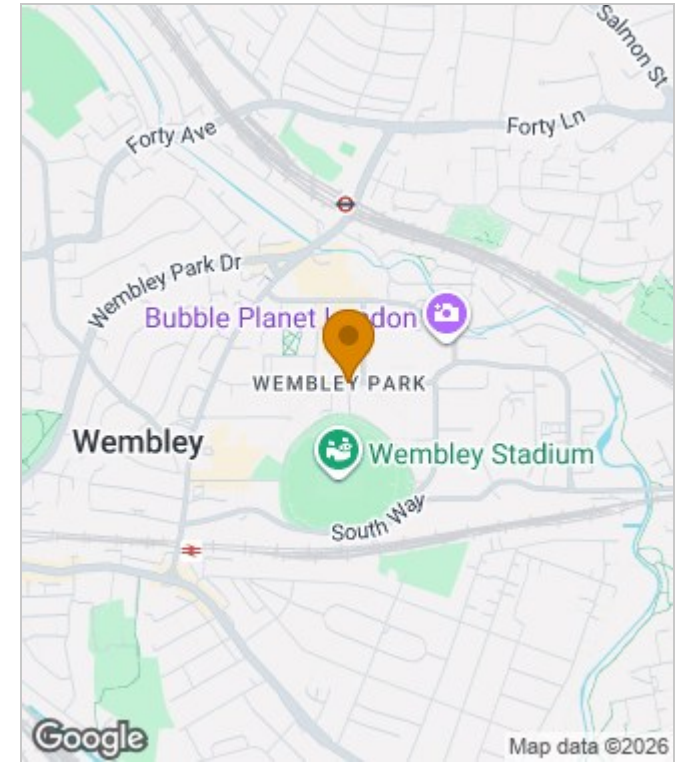 Salmon St
Forty Ave
Forty Ln
Wembley Park Dr
Bubble Planet
WEMBLEY PARK
Wembley
Wembley Stadium
South Way
Google
Map data ©2026